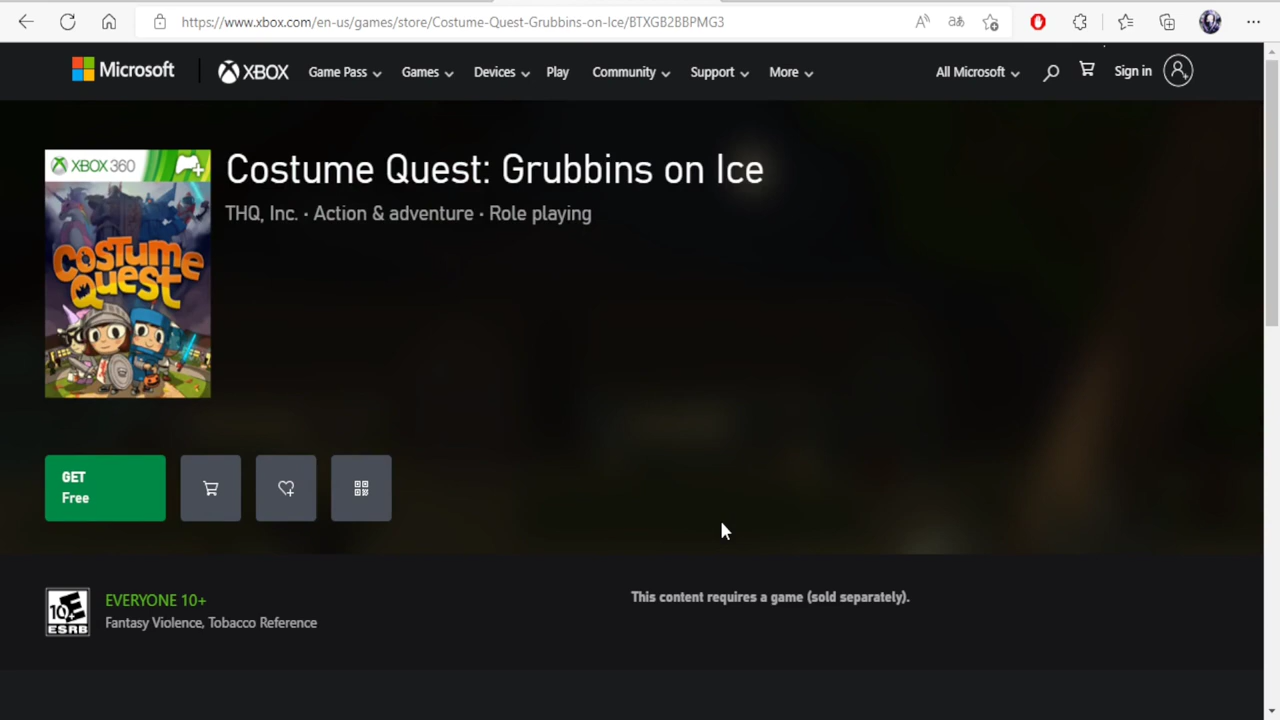 https://www.xbox.com/en-us/games/store/Costume-Quest-Grubbins-on-Ice/BTXGB2BBPMG3
Microsoft XBOX Game Pass Games Devices Play Community Support More All Microsoft Sign in
XBOX 360
COSTUME QUEST
Costume Quest: Grubbins on Ice
THQ, Inc. · Action & adventure · Role playing
GET
Free
E 10+
ESRB
EVERYONE 10+
Fantasy Violence, Tobacco Reference
This content requires a game (sold separately).